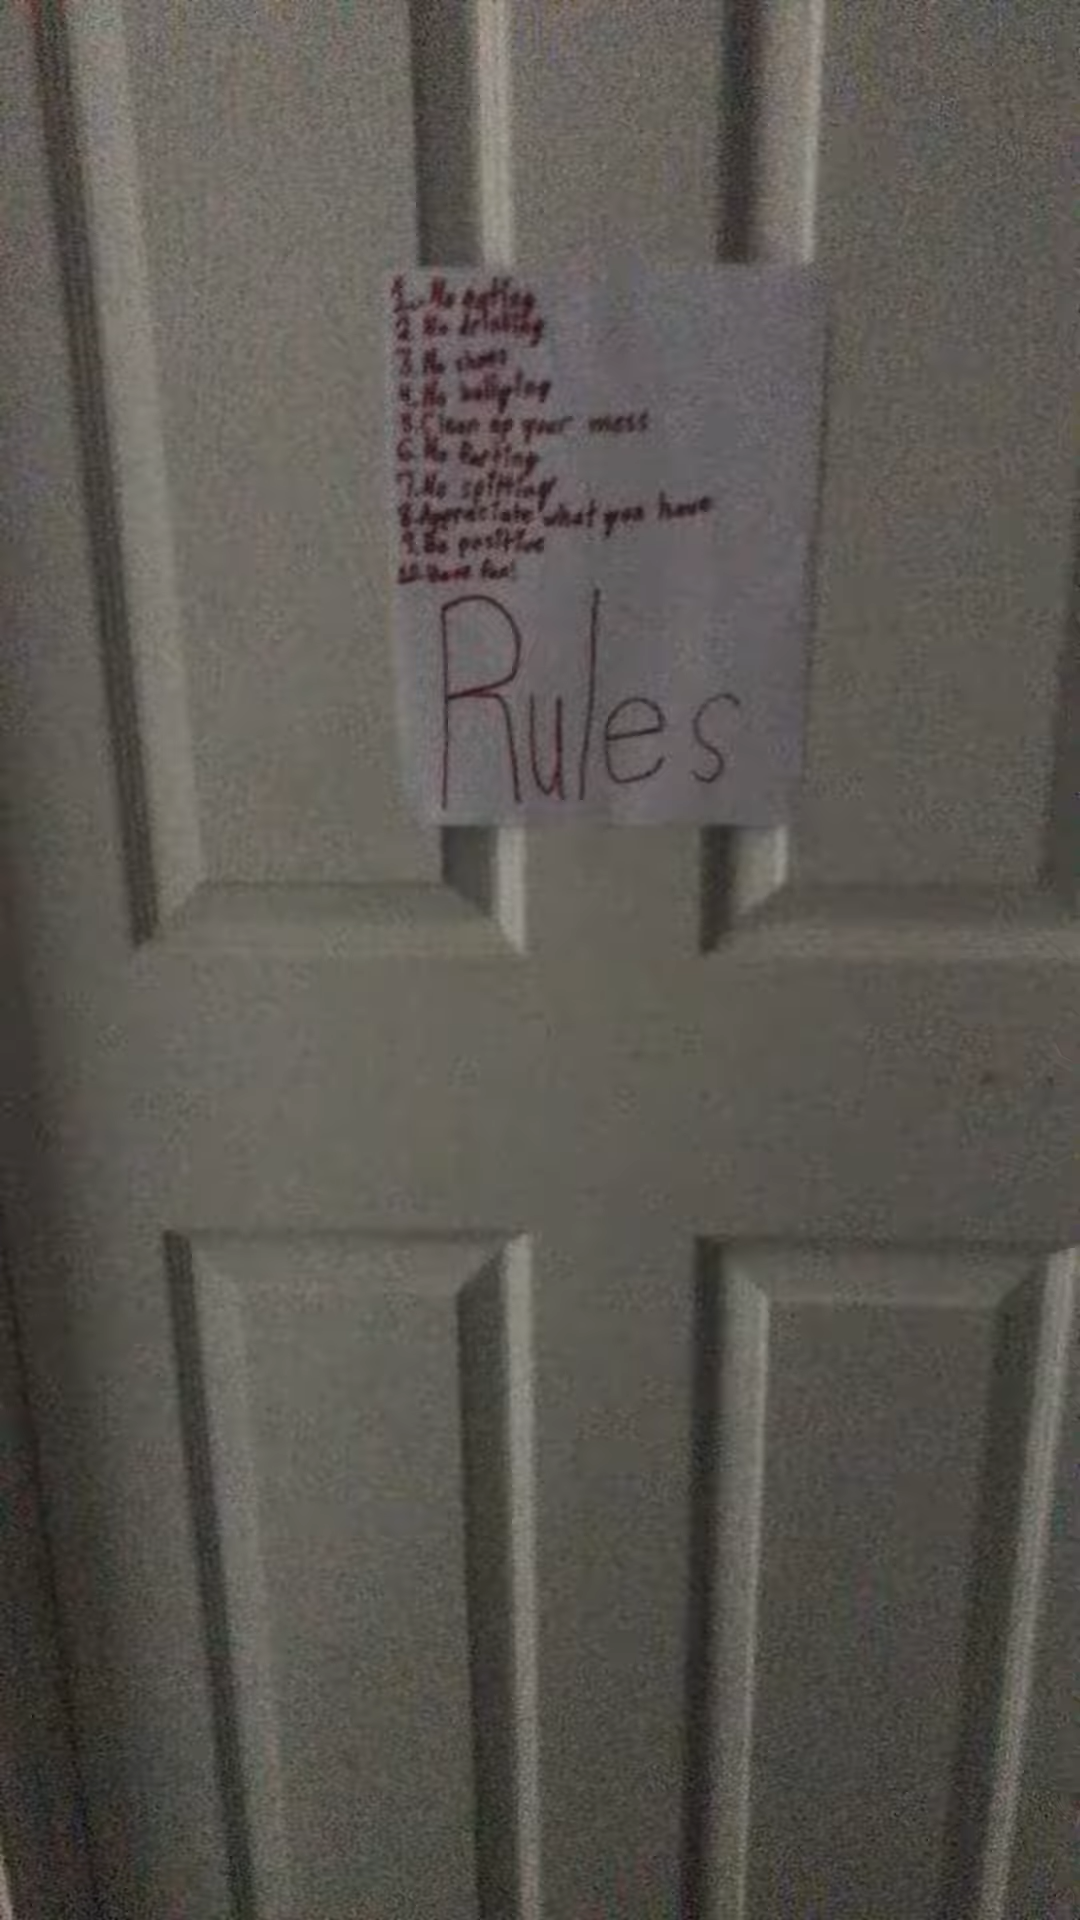 1. No eating
2. No drinking
3. No shoes
4. No bullying
5. Clean up your mess
6. No farting
7. No spitting
8. Appreciate what you have
9. Be positive
10. Have fun!
Rules